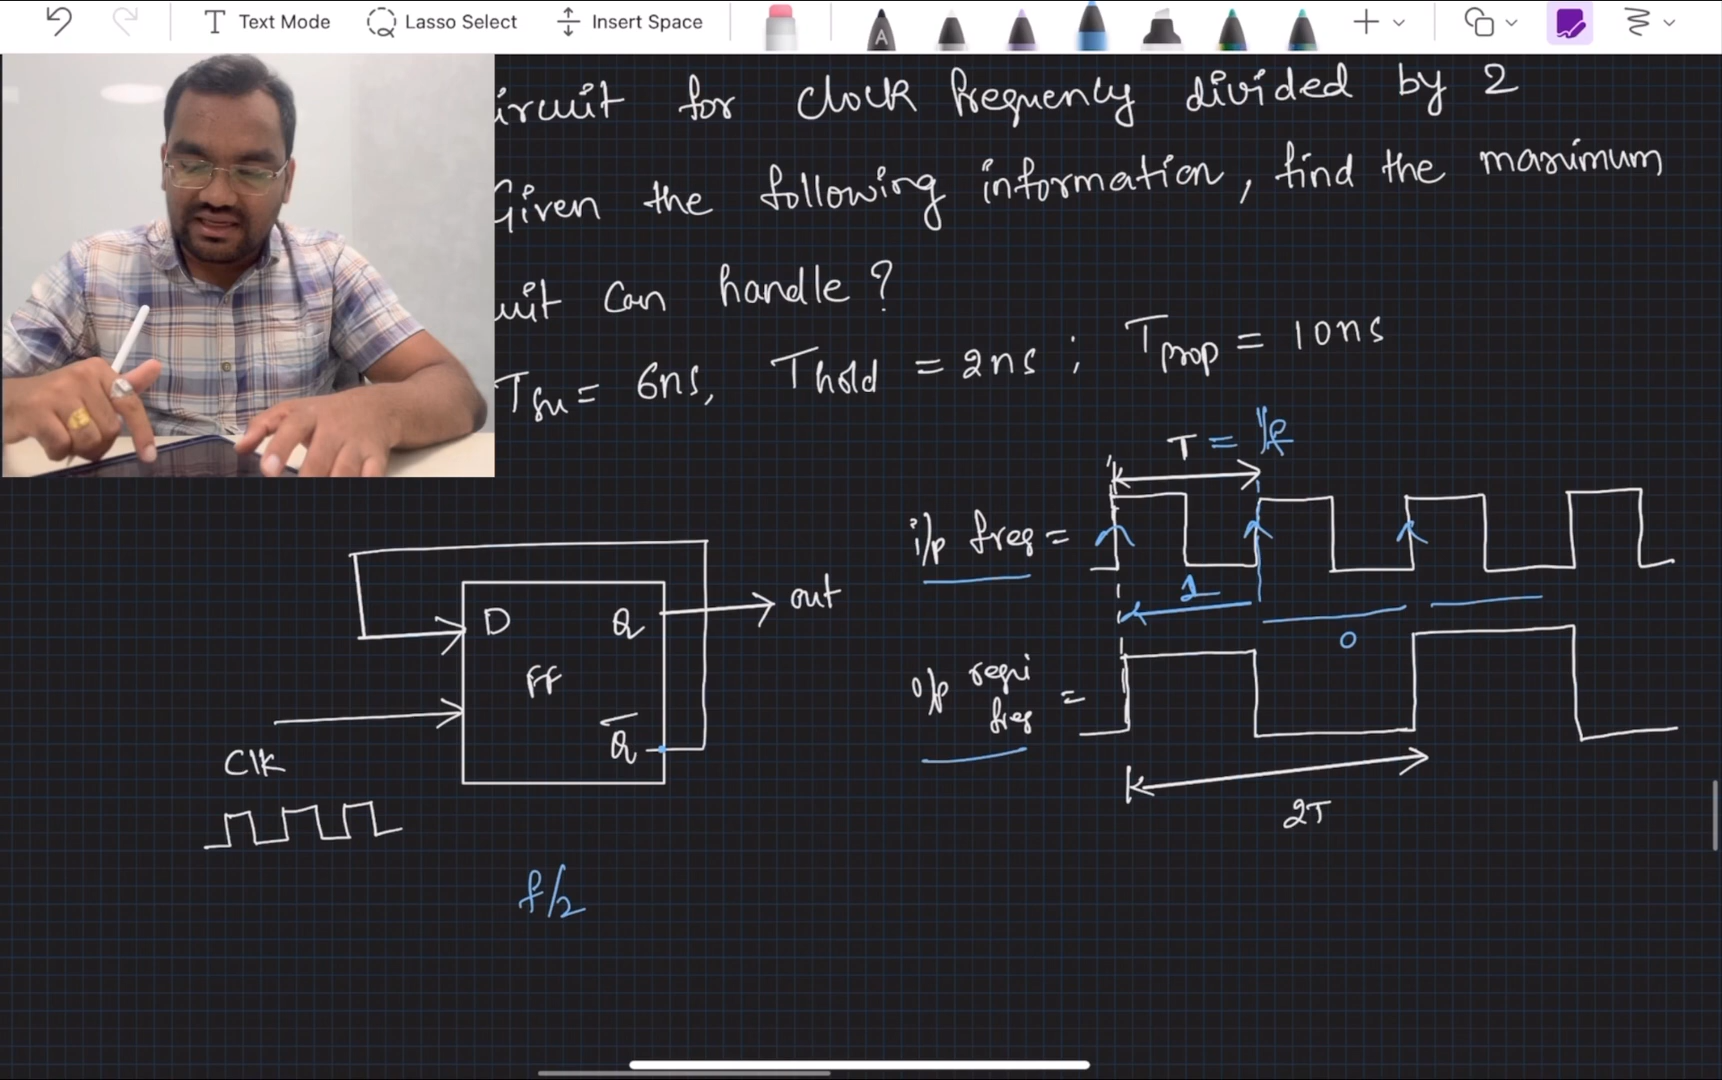 Text Mode Lasso Select Insert Space
A
ircuit for clock frequency divided by 2
Given the following information, find the maximum
uit can handle ?
Tsu = 6ns, Thold = 2ns ; Tprop = 10ns
T = 1/f
i/p freq =
1
0
o/p requi freq =
2T
D Q out
FF
Q̅
Clk
f/2